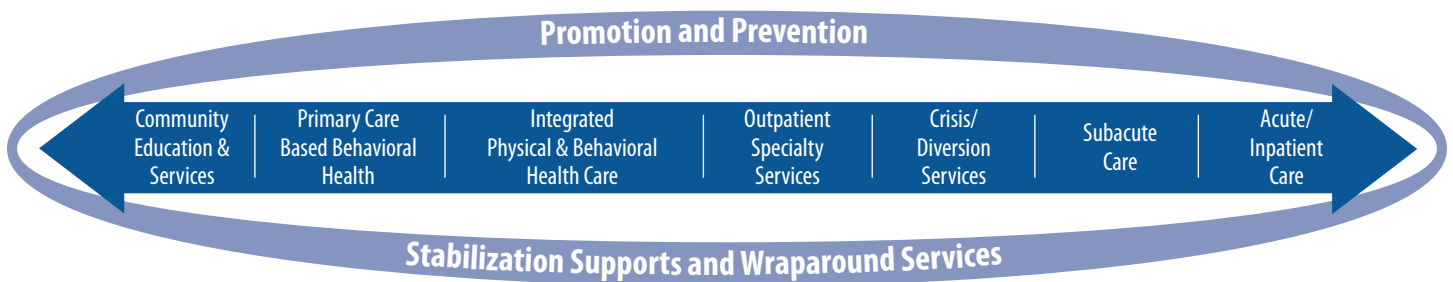 Promotion and Prevention
Community
Education &
Services
Primary Care
Based Behavioral
Health
Integrated
Physical & Behavioral
Health Care
Outpatient
Specialty
Services
Crisis/
Diversion
Services
Subacute
Care
Acute/
Inpatient
Care
Stabilization Supports and Wraparound Services